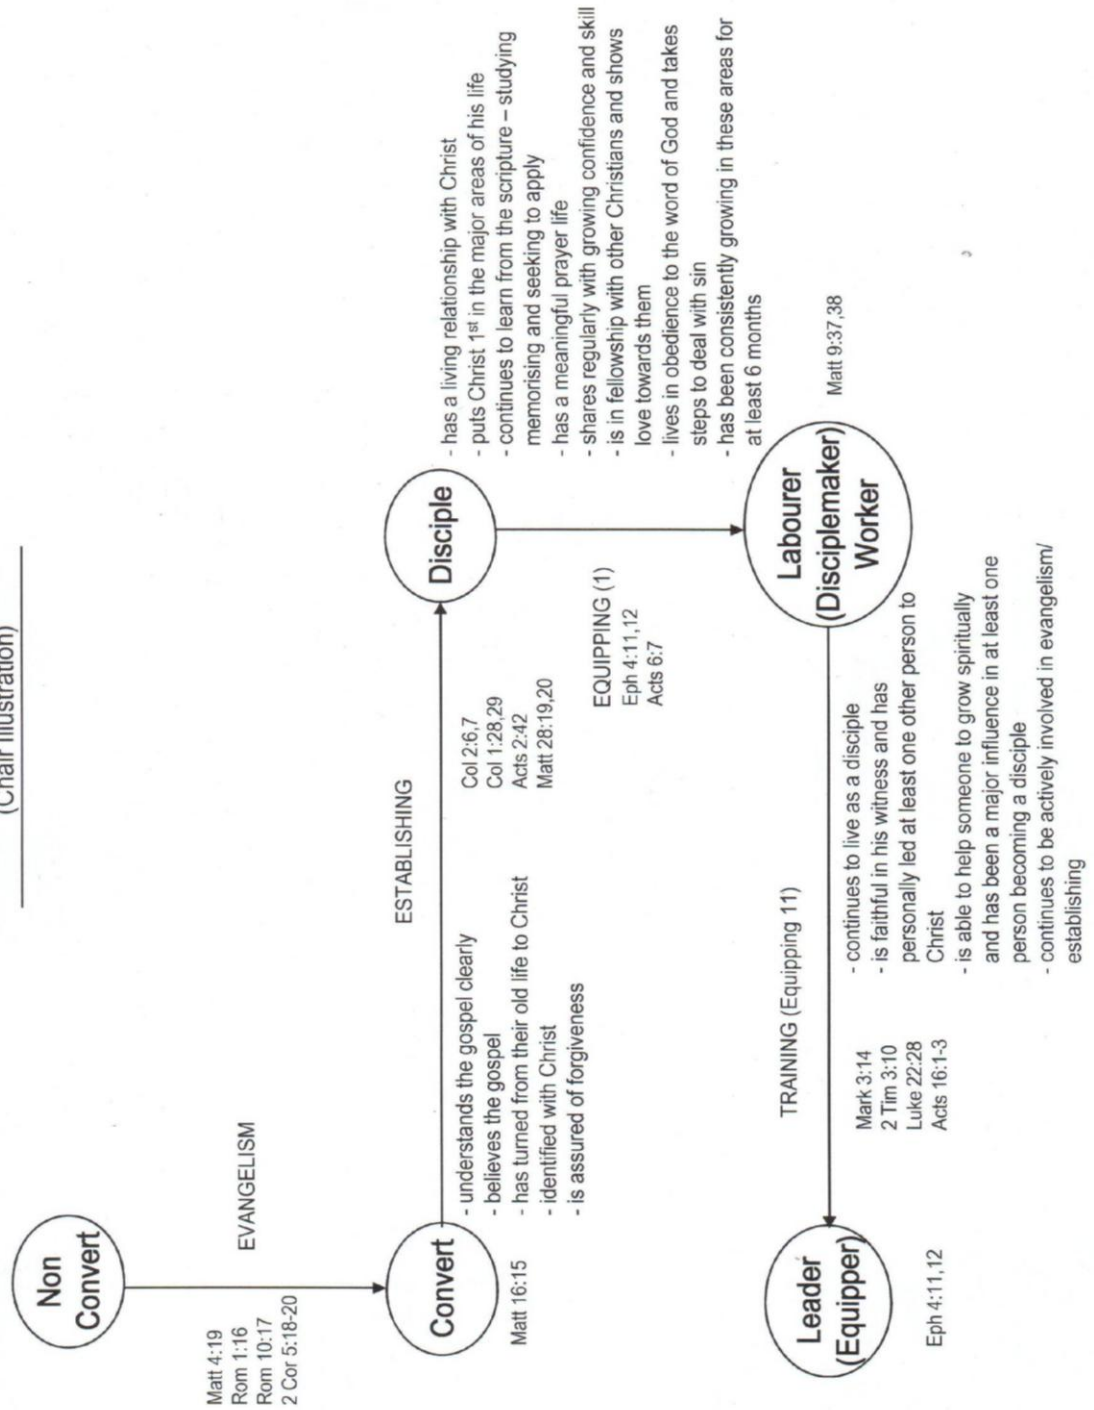 (Chair Illustration)
Non
Convert
Matt 4:19
Rom 1:16
Rom 10:17
2 Cor 5:18-20
EVANGELISM
Convert
Matt 16:15
- understands the gospel clearly
- believes the gospel
- has turned from their old life to Christ
- identified with Christ
- is assured of forgiveness
ESTABLISHING
Col 2:6,7
Col 1:28,29
Acts 2:42
Matt 28:19,20
Disciple
- has a living relationship with Christ
- puts Christ 1st in the major areas of his life
- continues to learn from the scripture – studying
memorising and seeking to apply
- has a meaningful prayer life
- shares regularly with growing confidence and skill
- is in fellowship with other Christians and shows
love towards them
- lives in obedience to the word of God and takes
steps to deal with sin
- has been consistently growing in these areas for
at least 6 months
EQUIPPING (1)
Eph 4:11,12
Acts 6:7
Labourer
(Disciplemaker)
Worker
Matt 9:37,38
- continues to live as a disciple
- is faithful in his witness and has
personally led at least one other person to
Christ
- is able to help someone to grow spiritually
and has been a major influence in at least one
person becoming a disciple
- continues to be actively involved in evangelism/
establishing
TRAINING (Equipping 11)
Mark 3:14
2 Tim 3:10
Luke 22:28
Acts 16:1-3
Leader
(Equipper)
Eph 4:11,12